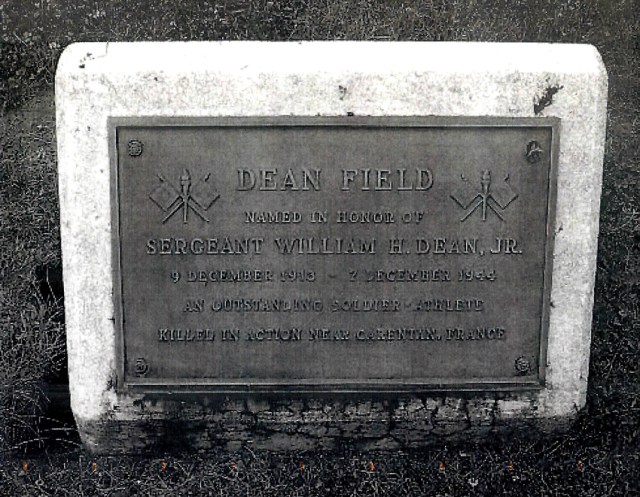 DEAN FIELD
NAMED IN HONOR OF
SERGEANT WILLIAM H. DEAN, JR.
9 DECEMBER 1913 - 7 DECEMBER 1944
AN OUTSTANDING SOLDIER-ATHLETE
KILLED IN ACTION NEAR CARENTAN, FRANCE